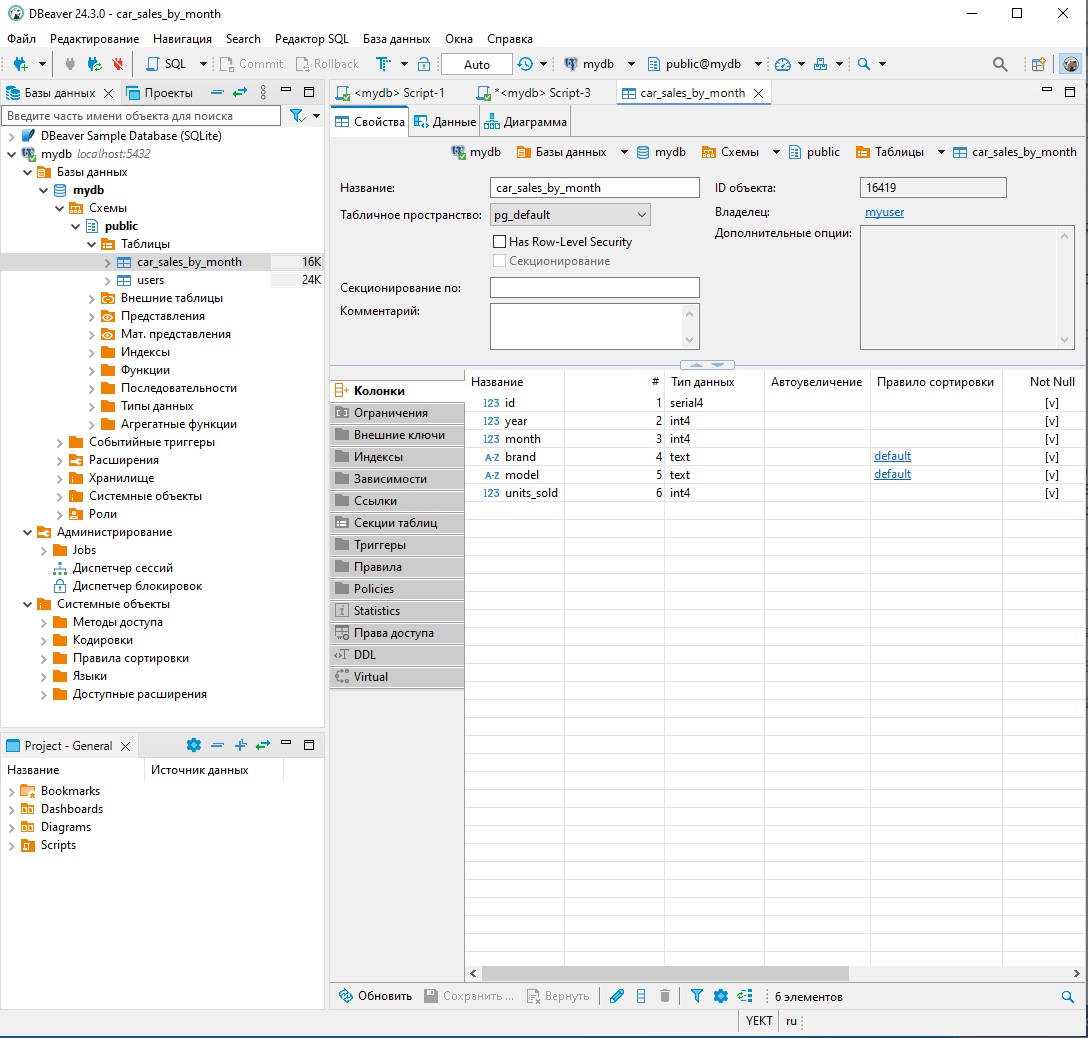 DBeaver 24.3.0 - car_sales_by_month
Файл Редактирование Навигация Search Редактор SQL База данных Окна Справка
SQL Commit Rollback Auto mydb public@mydb
Базы данных Проекты
Введите часть имени объекта для поиска
DBeaver Sample Database (SQLite)
mydb localhost:5432
Базы данных
mydb
Схемы
public
Таблицы
car_sales_by_month 16K
users 24K
Внешние таблицы
Представления
Мат. представления
Индексы
Функции
Последовательности
Типы данных
Агрегатные функции
Событийные триггеры
Расширения
Хранилище
Системные объекты
Роли
Администрирование
Jobs
Диспетчер сессий
Диспетчер блокировок
Системные объекты
Методы доступа
Кодировки
Правила сортировки
Языки
Доступные расширения
Project - General
Название Источник данных
Bookmarks
Dashboards
Diagrams
Scripts
<mydb> Script-1 *<mydb> Script-3 car_sales_by_month
Свойства Данные Диаграмма
mydb Базы данных mydb Схемы public Таблицы car_sales_by_month
Название: car_sales_by_month ID объекта: 16419
Табличное пространство: pg_default Владелец: myuser
Дополнительные опции:
Has Row-Level Security
Секционирование
Секционирование по:
Комментарий:
Колонки
Ограничения
Внешние ключи
Индексы
Зависимости
Ссылки
Секции таблиц
Триггеры
Правила
Policies
Statistics
Права доступа
DDL
Virtual
Название # Тип данных Автоувеличение Правило сортировки Not Null
123 id 1 serial4 [v]
123 year 2 int4 [v]
123 month 3 int4 [v]
A-Z brand 4 text default [v]
A-Z model 5 text default [v]
123 units_sold 6 int4 [v]
Обновить Сохранить ... Вернуть 6 элементов
YEKT ru